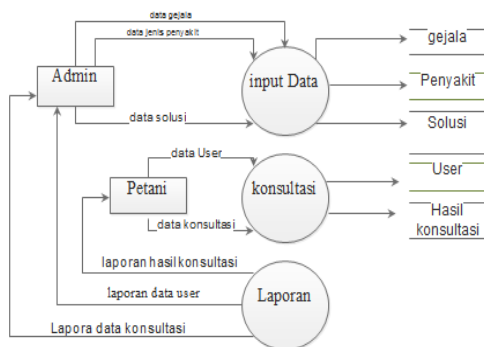 data gejala
data jenis penyakit
Admin
data solusi
input Data
gejala
Penyakit
Solusi
data User
Petani
data konsultasi
konsultasi
User
Hasil
konsultasi
laporan hasil konsultasi
laporan data user
Lapora data konsultasi
Laporan